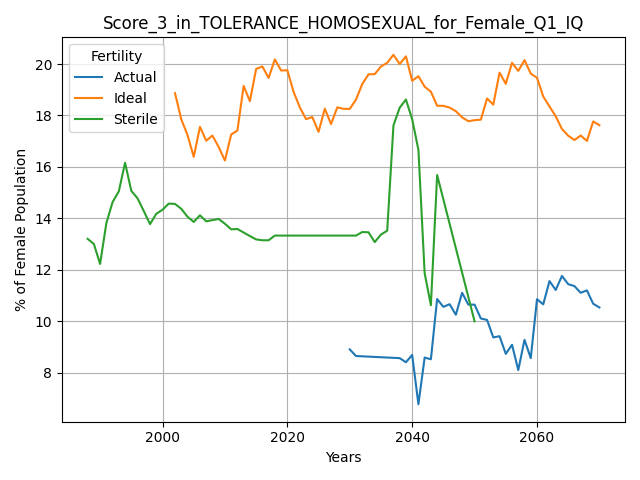 Score_3_in_TOLERANCE_HOMOSEXUAL_for_Female_Q1_IQ
Fertility
Actual
Ideal
Sterile
% of Female Population
20
18
16
14
12
10
8
2000 2020 2040 2060
Years